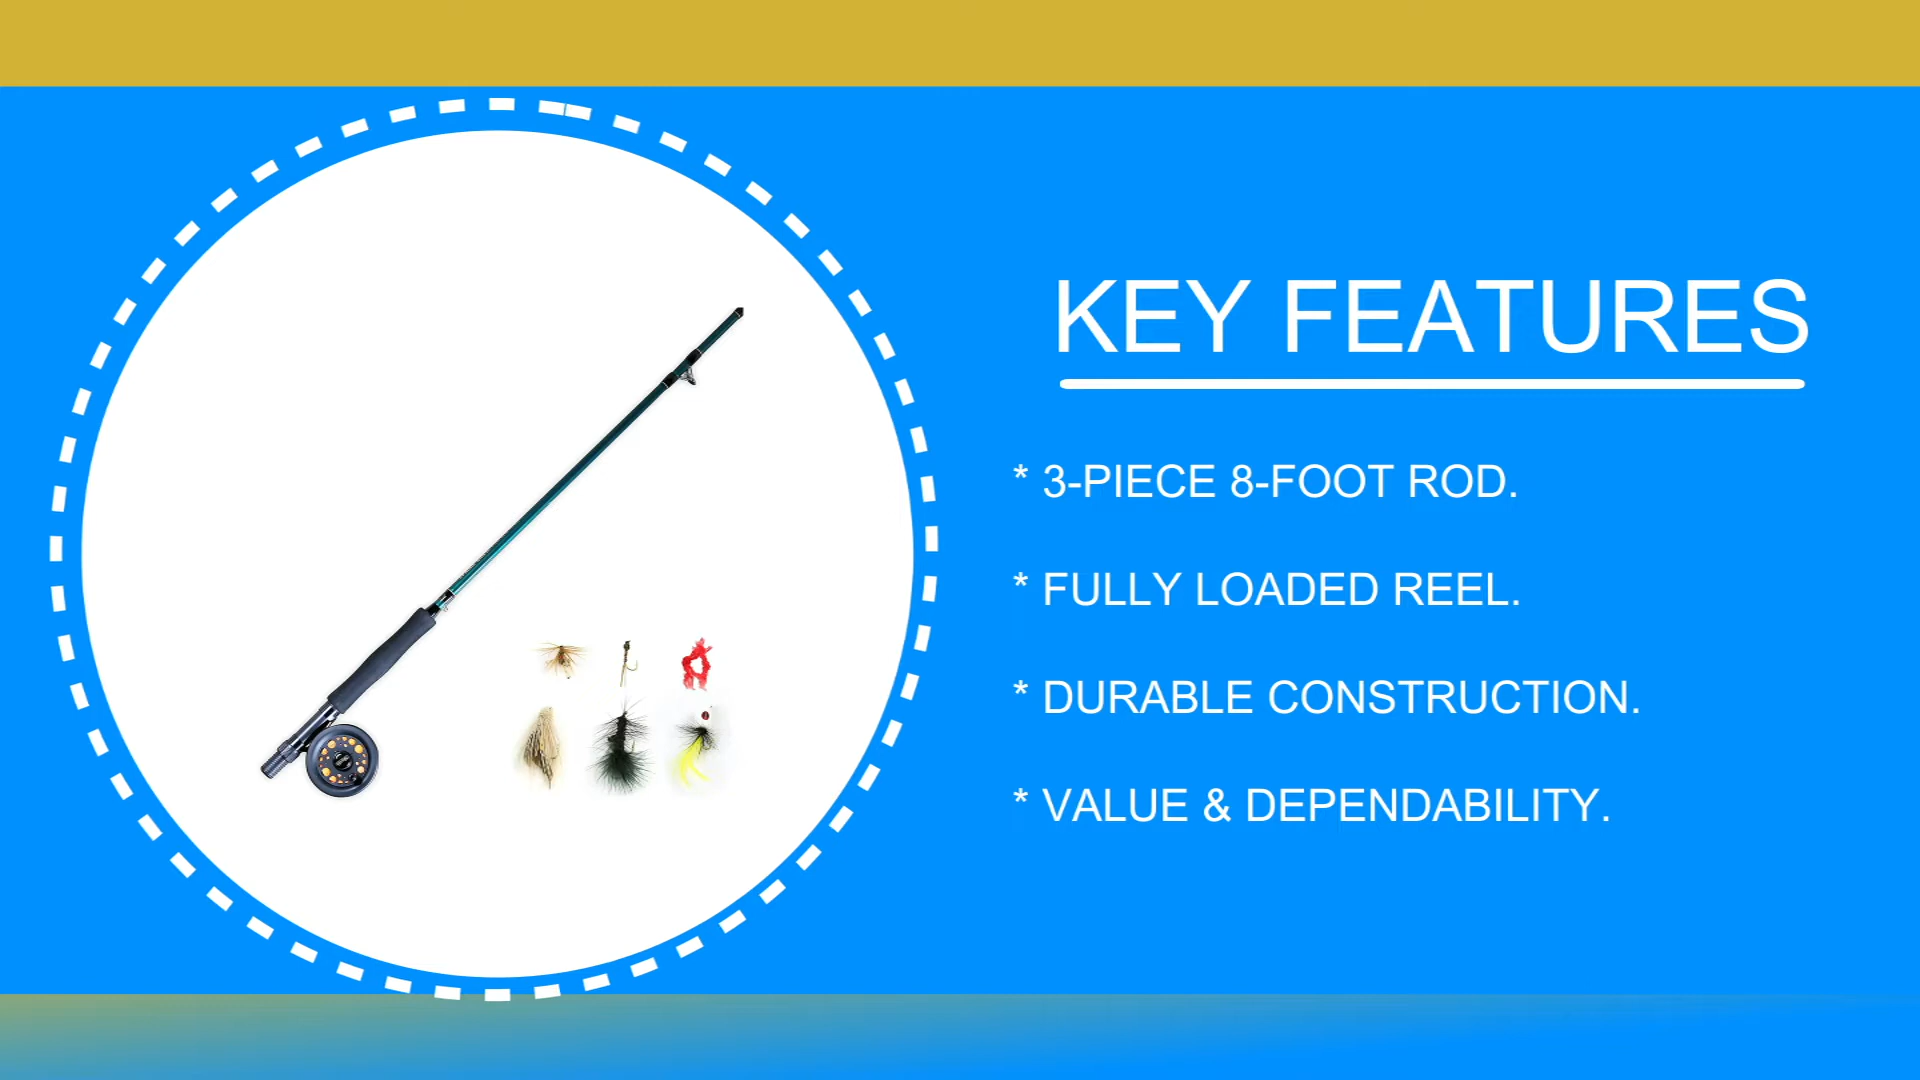 KEY FEATURES
* 3-PIECE 8-FOOT ROD.
* FULLY LOADED REEL.
* DURABLE CONSTRUCTION.
* VALUE & DEPENDABILITY.